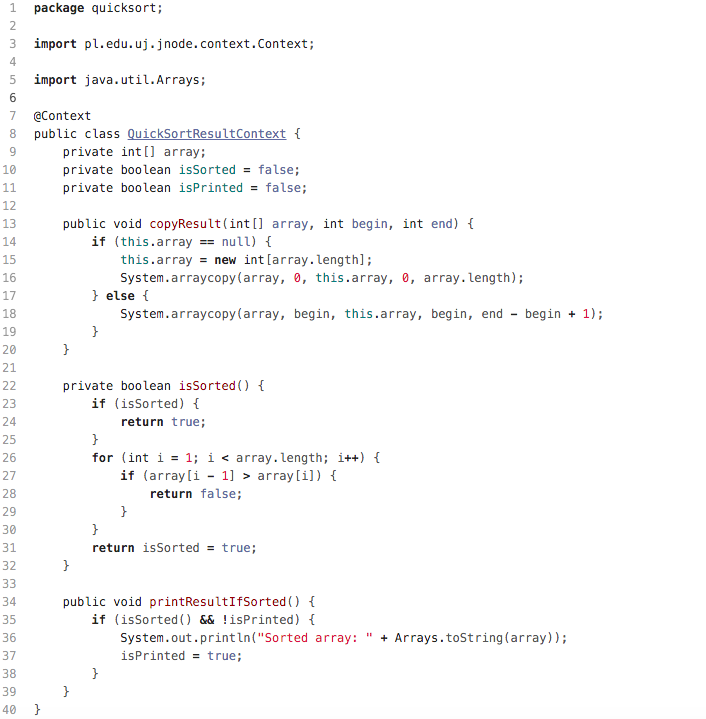 1 package quicksort;
2
3 import pl.edu.uj.jnode.context.Context;
4
5 import java.util.Arrays;
6
7 @Context
8 public class QuickSortResultContext {
9     private int[] array;
10     private boolean isSorted = false;
11     private boolean isPrinted = false;
12
13     public void copyResult(int[] array, int begin, int end) {
14         if (this.array == null) {
15             this.array = new int[array.length];
16             System.arraycopy(array, 0, this.array, 0, array.length);
17         } else {
18             System.arraycopy(array, begin, this.array, begin, end - begin + 1);
19         }
20     }
21
22     private boolean isSorted() {
23         if (isSorted) {
24             return true;
25         }
26         for (int i = 1; i < array.length; i++) {
27             if (array[i - 1] > array[i]) {
28                 return false;
29             }
30         }
31         return isSorted = true;
32     }
33
34     public void printResultIfSorted() {
35         if (isSorted() && !isPrinted) {
36             System.out.println("Sorted array: " + Arrays.toString(array));
37             isPrinted = true;
38         }
39     }
40 }